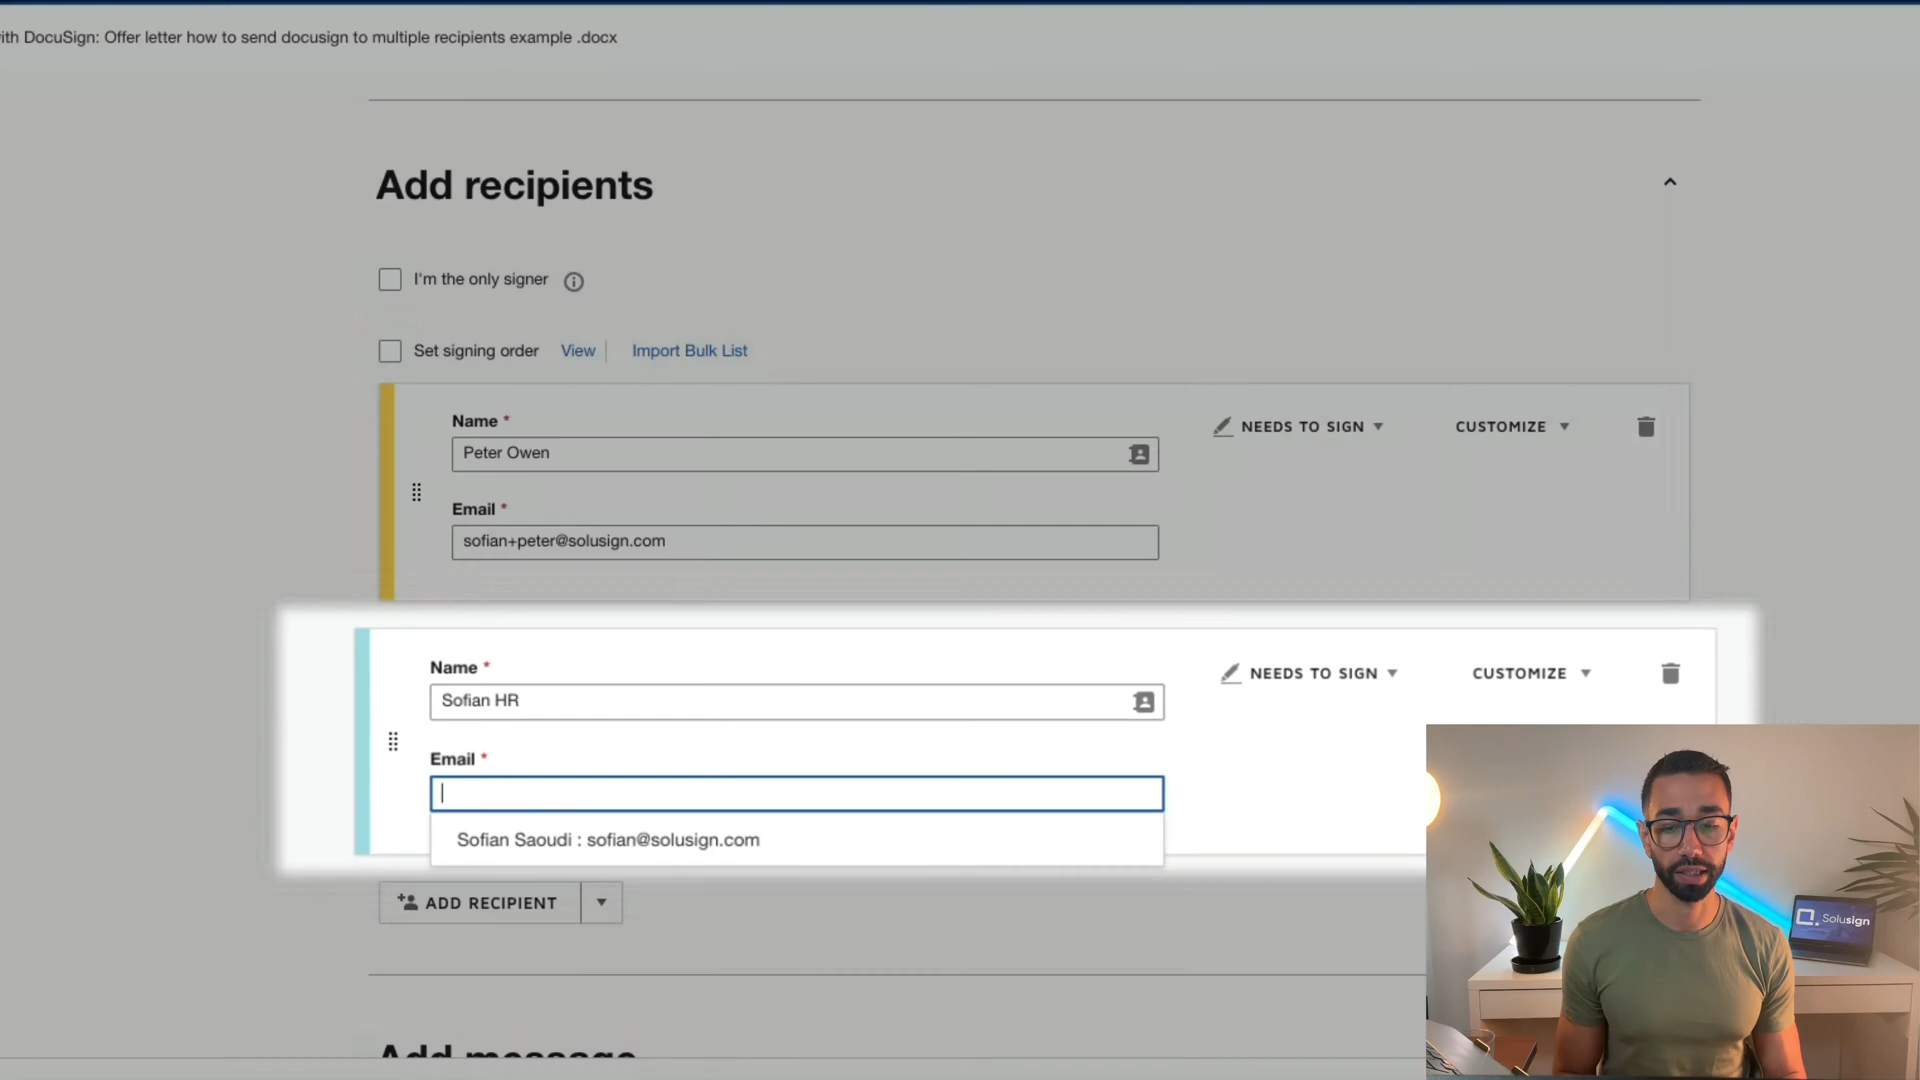 ith DocuSign: Offer letter how to send docusign to multiple recipients example .docx
Add recipients
I'm the only signer
Set signing order View Import Bulk List
Name *
Peter Owen
NEEDS TO SIGN
CUSTOMIZE
Email *
sofian+peter@solusign.com
Name *
Sofian HR
NEEDS TO SIGN
CUSTOMIZE
Email *
Sofian Saoudi : sofian@solusign.com
ADD RECIPIENT
Add message
Solusign